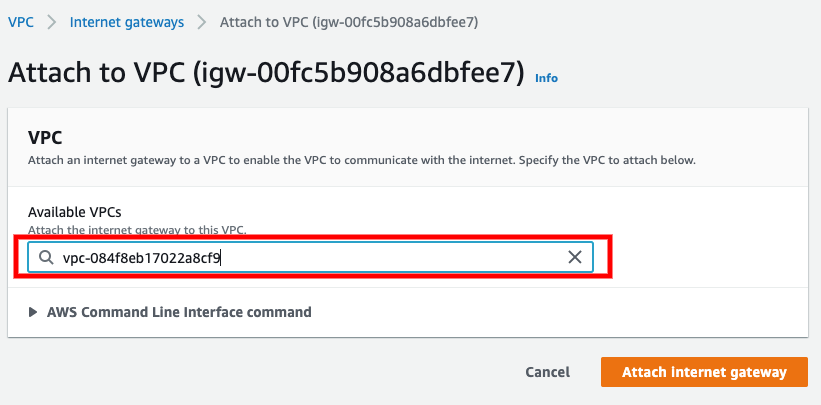 VPC > Internet gateways > Attach to VPC (igw-00fc5b908a6dbfee7)
Attach to VPC (igw-00fc5b908a6dbfee7) Info
VPC
Attach an internet gateway to a VPC to enable the VPC to communicate with the internet. Specify the VPC to attach below.
Available VPCs
Attach the internet gateway to this VPC.
vpc-084f8eb17022a8cf9
AWS Command Line Interface command
Cancel Attach internet gateway